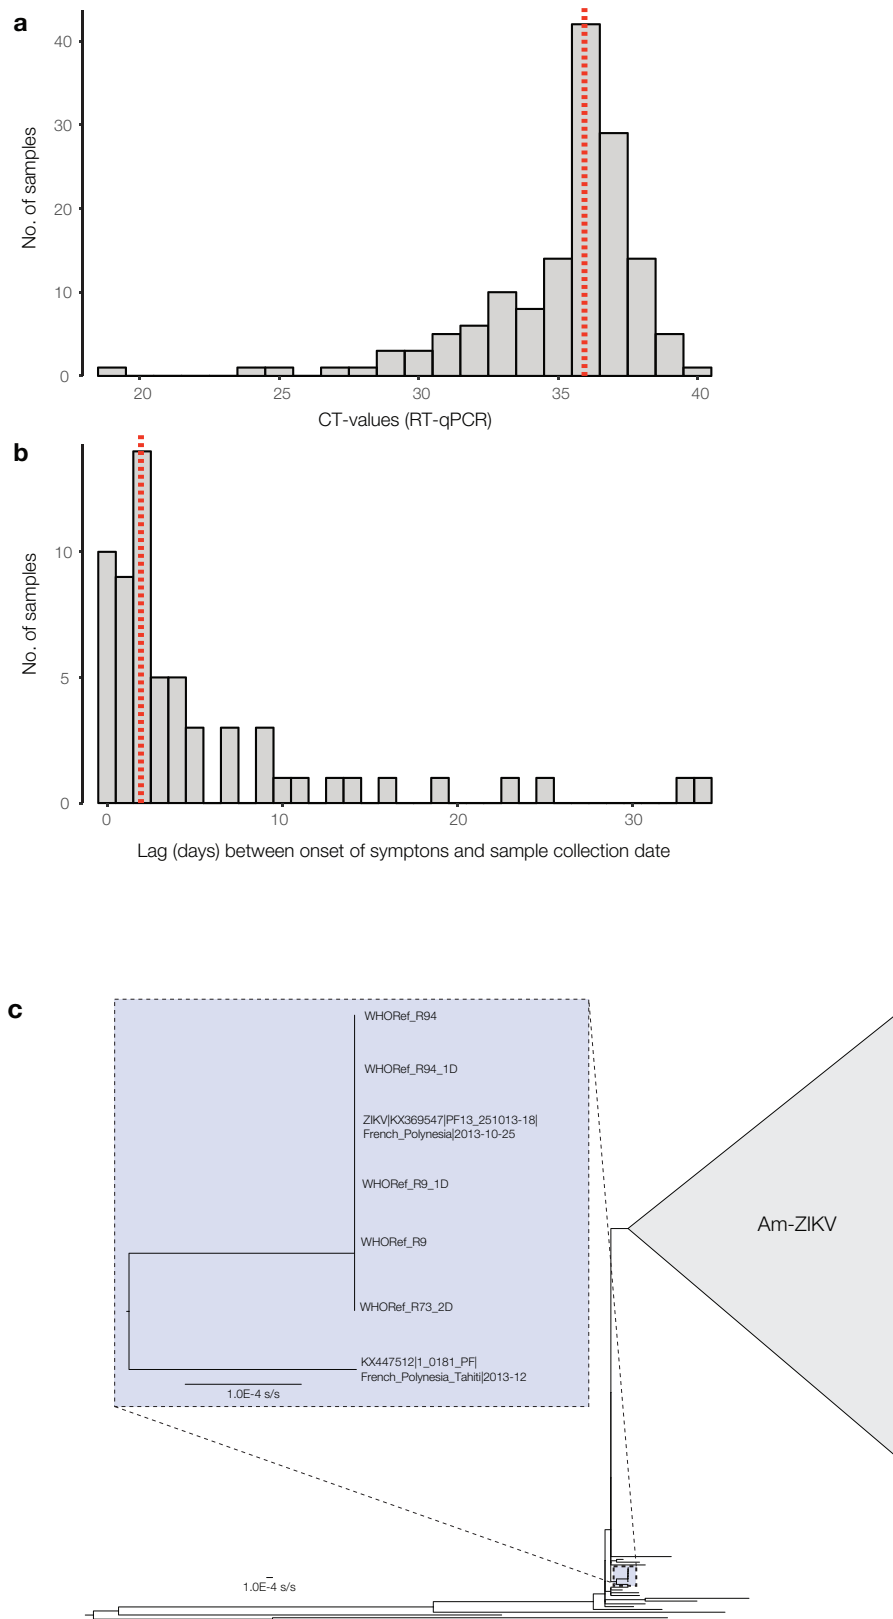 a
40
30
20
10
0
No. of samples
20 25 30 35 40
CT-values (RT-qPCR)
b
10
5
0
No. of samples
0 10 20 30
Lag (days) between onset of symptons and sample collection date
c
WHORef_R94
WHORef_R94_1D
ZIKV|KX369547|PF13_251013-18|
French_Polynesia|2013-10-25
WHORef_R9_1D
WHORef_R9
WHORef_R73_2D
KX447512|1_0181_PF|
French_Polynesia_Tahiti|2013-12
1.0E-4 s/s
Am-ZIKV
1.0E-4 s/s